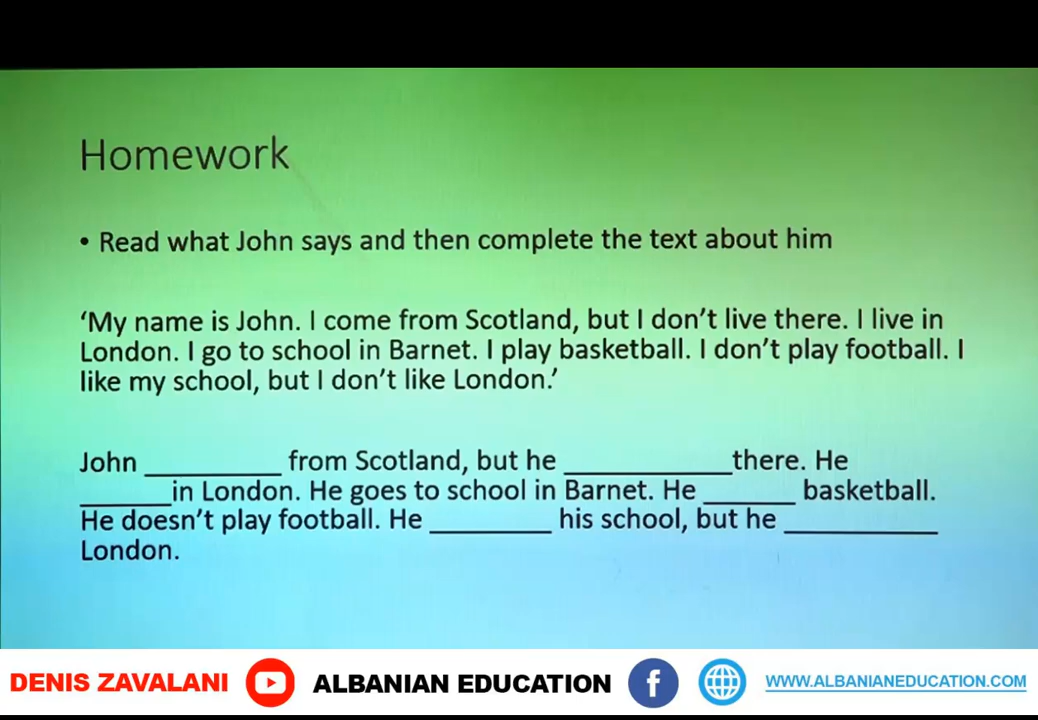 Homework
• Read what John says and then complete the text about him
‘My name is John. I come from Scotland, but I don’t live there. I live in
London. I go to school in Barnet. I play basketball. I don’t play football. I
like my school, but I don’t like London.’
John __________ from Scotland, but he ____________there. He
_______in London. He goes to school in Barnet. He _______ basketball.
He doesn’t play football. He _________ his school, but he ___________
London.
DENIS ZAVALANI ALBANIAN EDUCATION f WWW.ALBANIANEDUCATION.COM